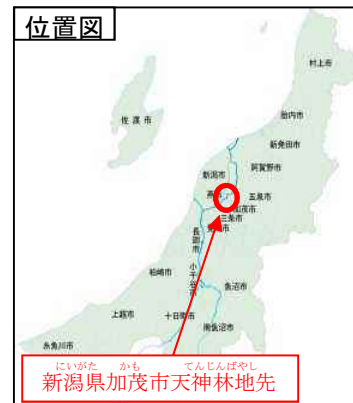 位置図
村上市
胎内市
佐渡市
新発田市
阿賀野市
新潟市
五泉市
加茂市
三条市
長岡市
小千谷市
柏崎市
魚沼市
上越市
十日町市
南魚沼市
糸魚川市
にいがた かも てんじんばやし
新潟県加茂市天神林地先